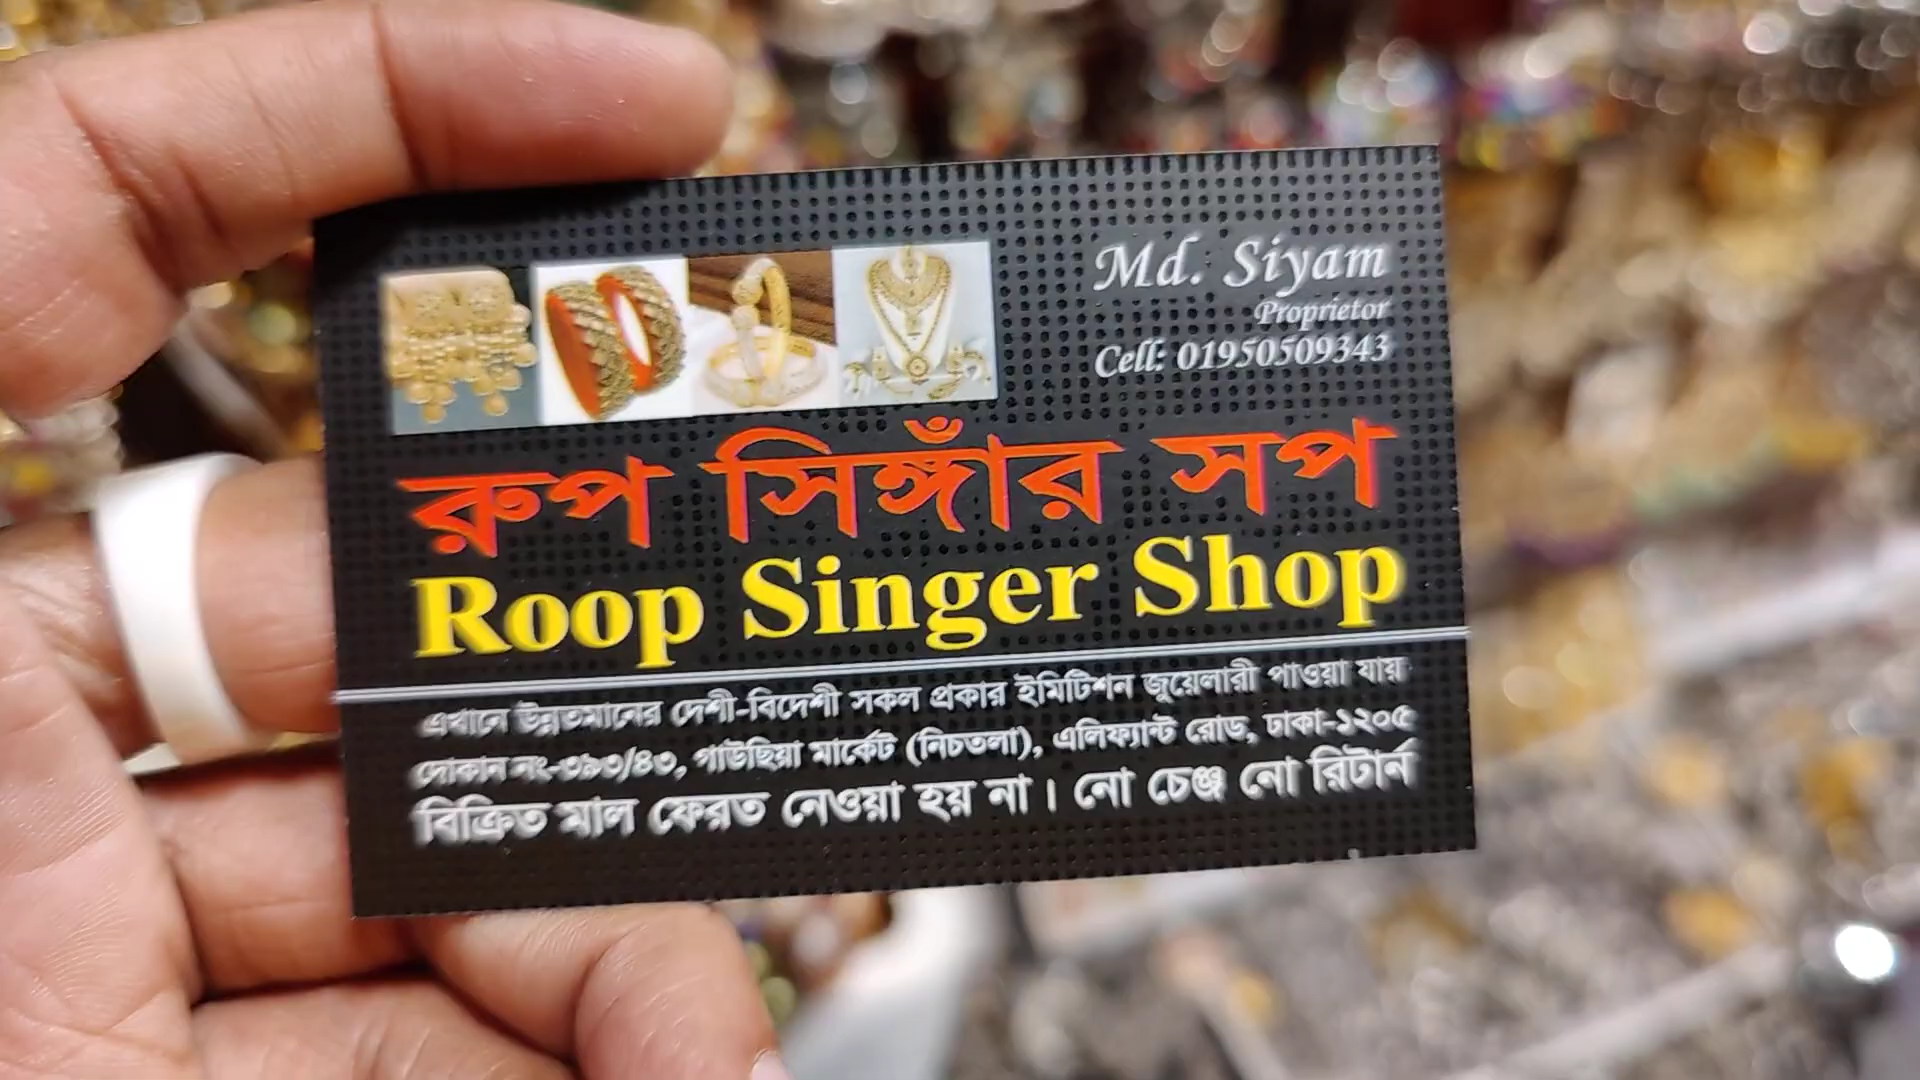 Md. Siyam
Proprietor
Cell: 01950509343
রুপ সিঙ্গাঁর সপ
Roop Singer Shop
এখানে উন্নতমানের দেশী-বিদেশী সকল প্রকার ইমিটিশন জুয়েলারী পাওয়া যায়
দোকান নং-৩৯৩/৪৩, গাউছিয়া মার্কেট (নিচতলা), এলিফ্যান্ট রোড, ঢাকা-১২০৫
বিক্রিত মাল ফেরত নেওয়া হয় না। নো চেঞ্জ নো রিটার্ন